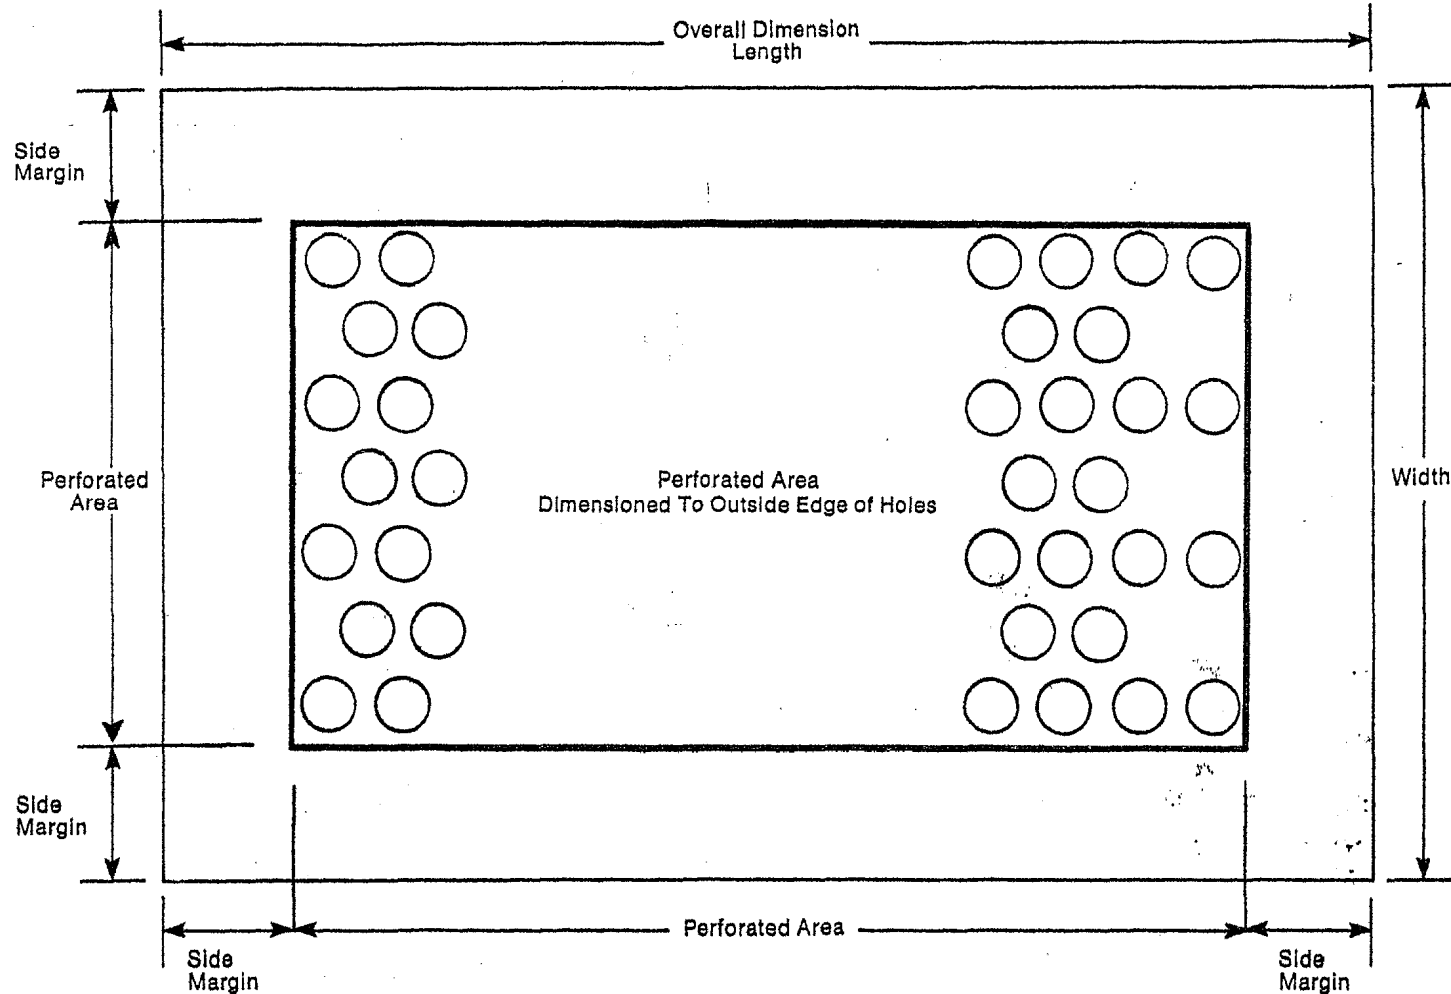 Overall Dimension
Length
Side
Margin
Perforated
Area
Perforated Area
Dimensioned To Outside Edge of Holes
Width
Side
Margin
Perforated Area
Side
Margin
Side
Margin